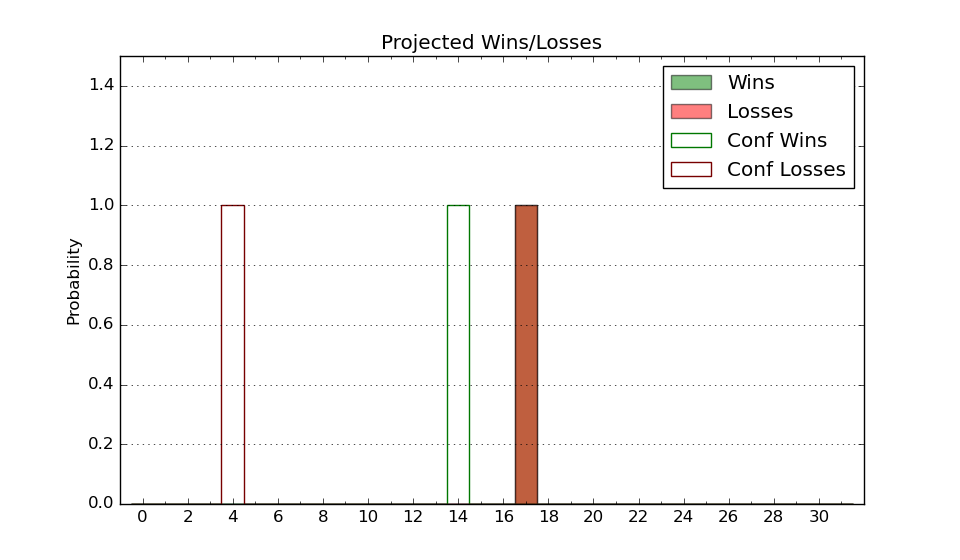 Projected Wins/Losses
Wins
Losses
Conf Wins
Conf Losses
Probability
1.4
1.2
1.0
0.8
0.6
0.4
0.2
0.0
0 2 4 6 8 10 12 14 16 18 20 22 24 26 28 30